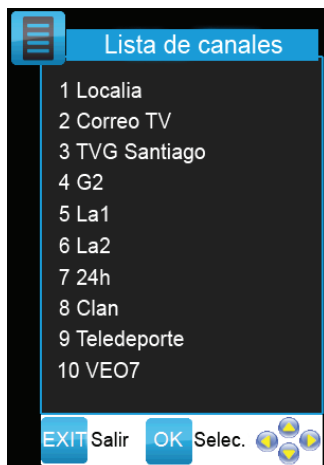 Lista de canales
1 Localia
2 Correo TV
3 TVG Santiago
4 G2
5 La1
6 La2
7 24h
8 Clan
9 Teledeporte
10 VEO7
EXIT Salir OK Selec.